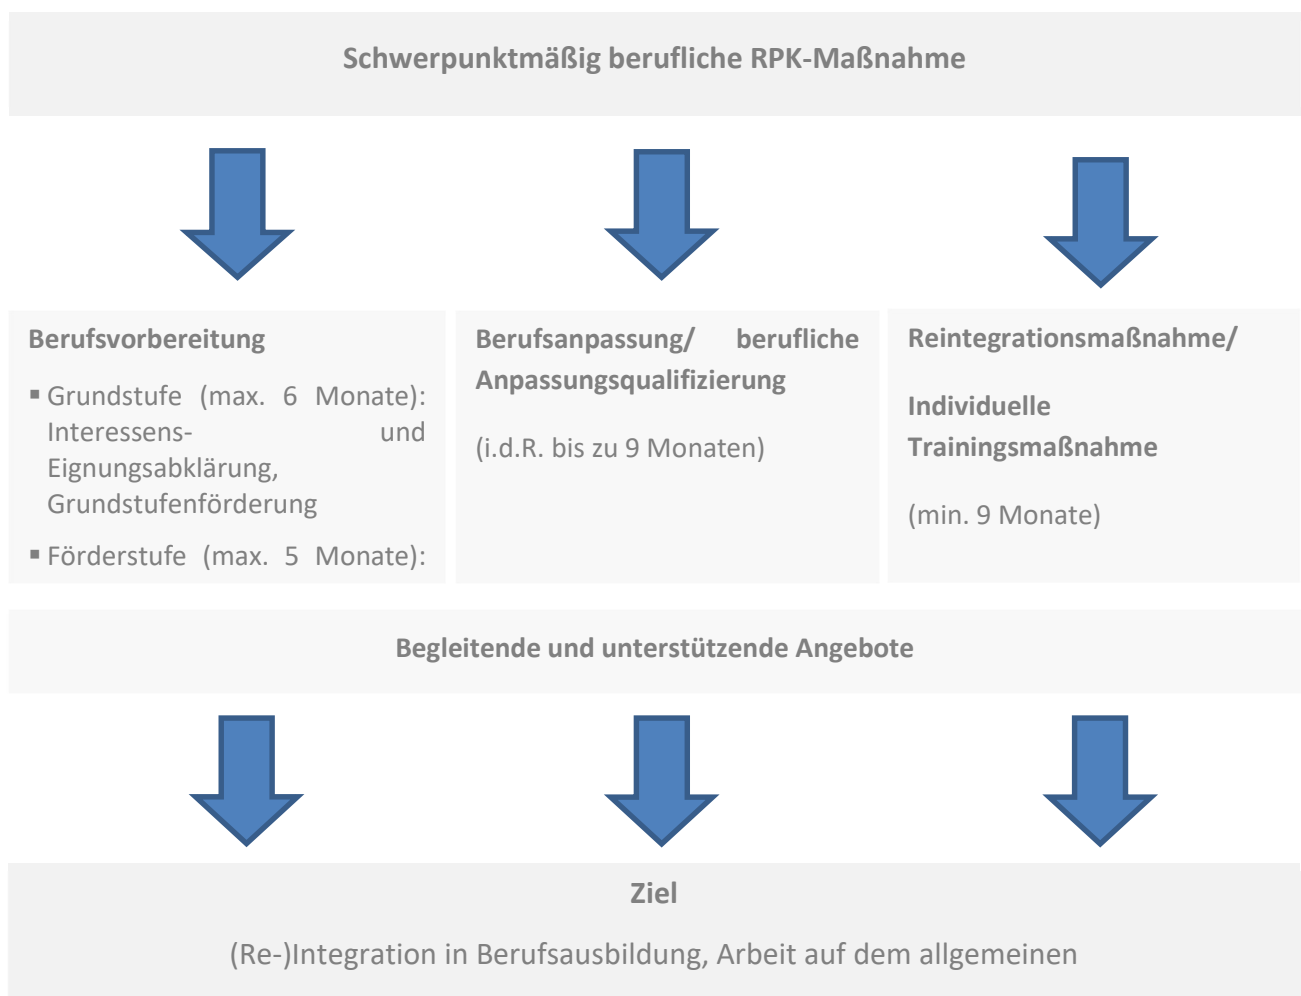 Schwerpunktmäßig berufliche RPK-Maßnahme
Berufsvorbereitung
▪ Grundstufe (max. 6 Monate):
Interessens- und
Eignungsabklärung,
Grundstufenförderung
▪ Förderstufe (max. 5 Monate):
Berufsanpassung/ berufliche
Anpassungsqualifizierung
(i.d.R. bis zu 9 Monaten)
Reintegrationsmaßnahme/
Individuelle
Trainingsmaßnahme
(min. 9 Monate)
Begleitende und unterstützende Angebote
Ziel
(Re-)Integration in Berufsausbildung, Arbeit auf dem allgemeinen